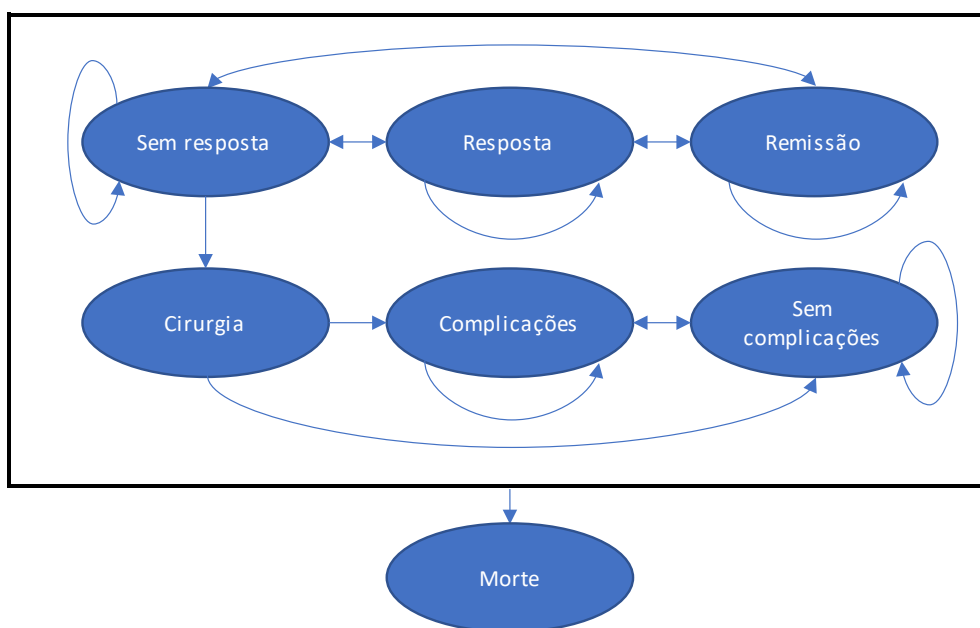 Sem resposta
Resposta
Remissão
Cirurgia
Complicações
Sem
complicações
Morte